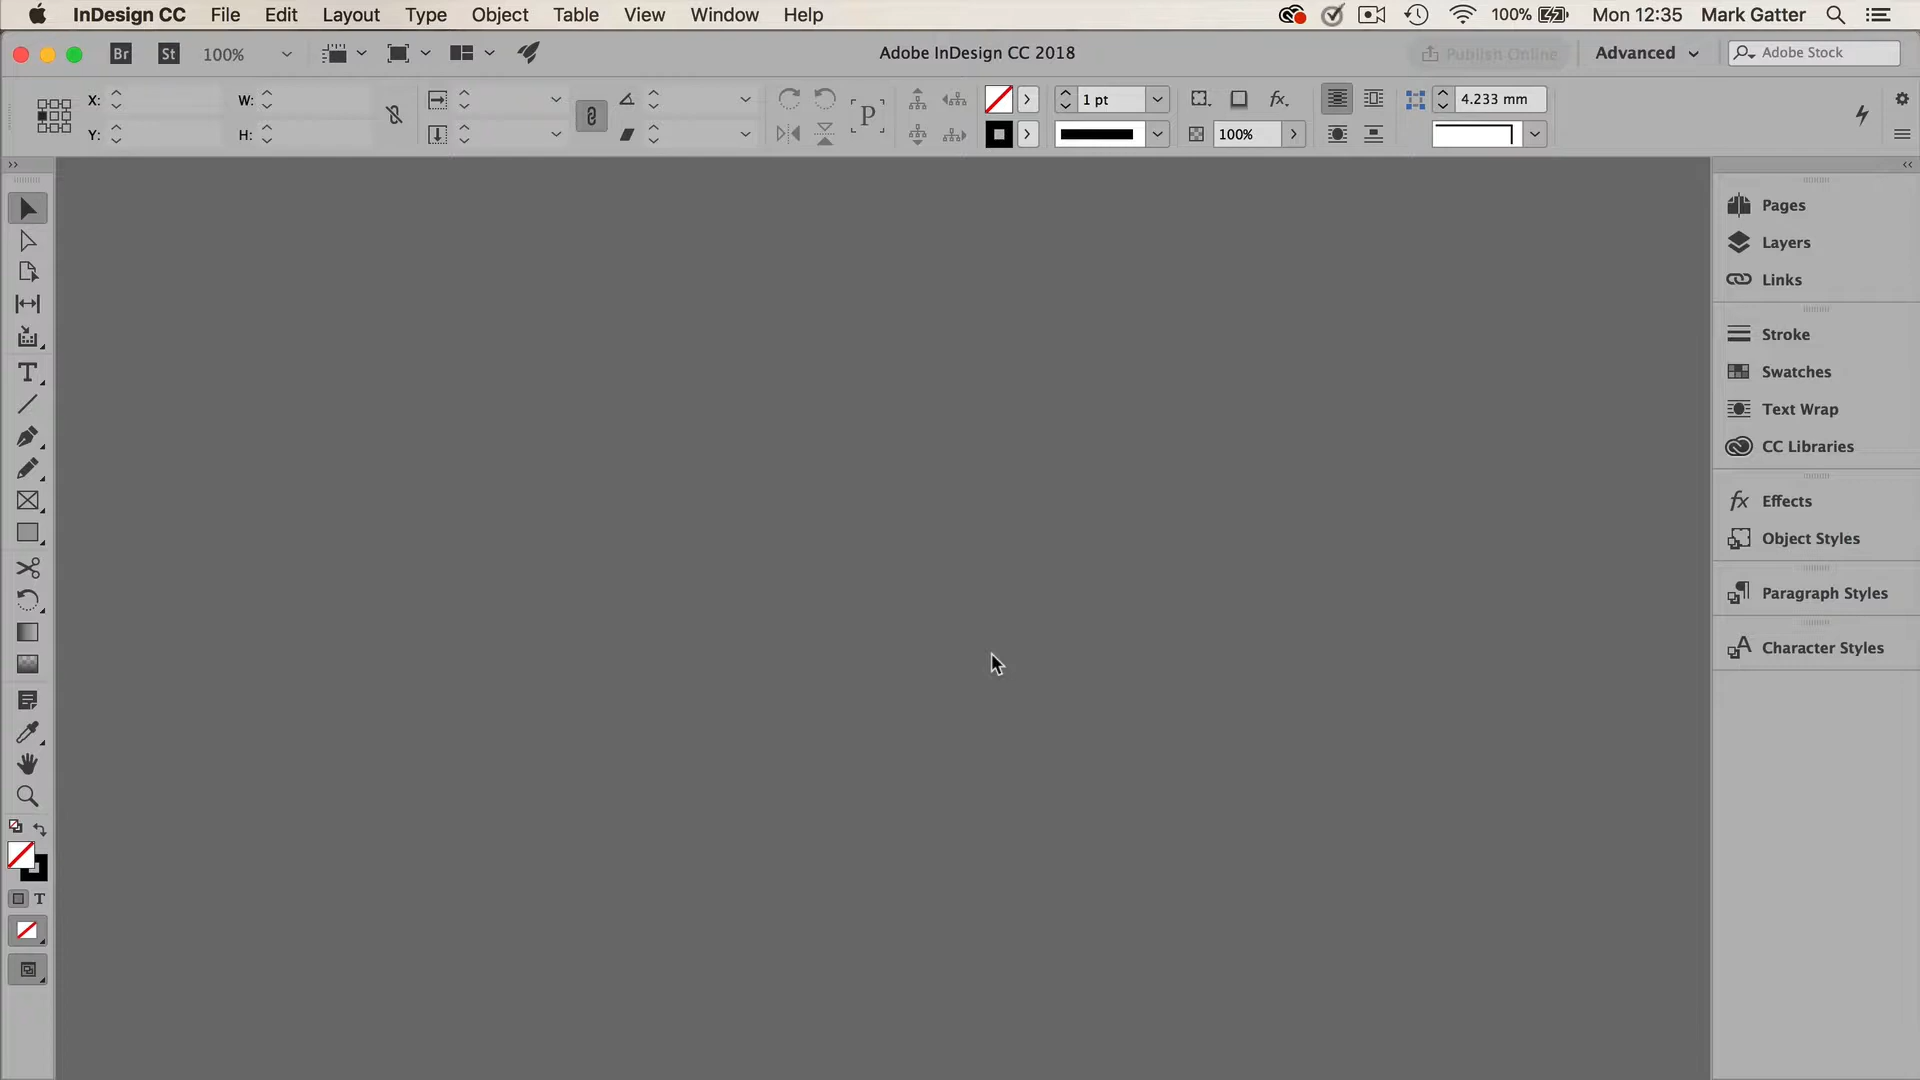 InDesign CC File Edit Layout Type Object Table View Window Help 100% Mon 12:35 Mark Gatter
Br St 100% Adobe InDesign CC 2018 Publish Online Advanced Adobe Stock
X: W: P 1 pt fx. 4.233 mm
Y: H: 100%
Pages
Layers
Links
Stroke
Swatches
Text Wrap
CC Libraries
fx Effects
Object Styles
Paragraph Styles
Character Styles
T
T